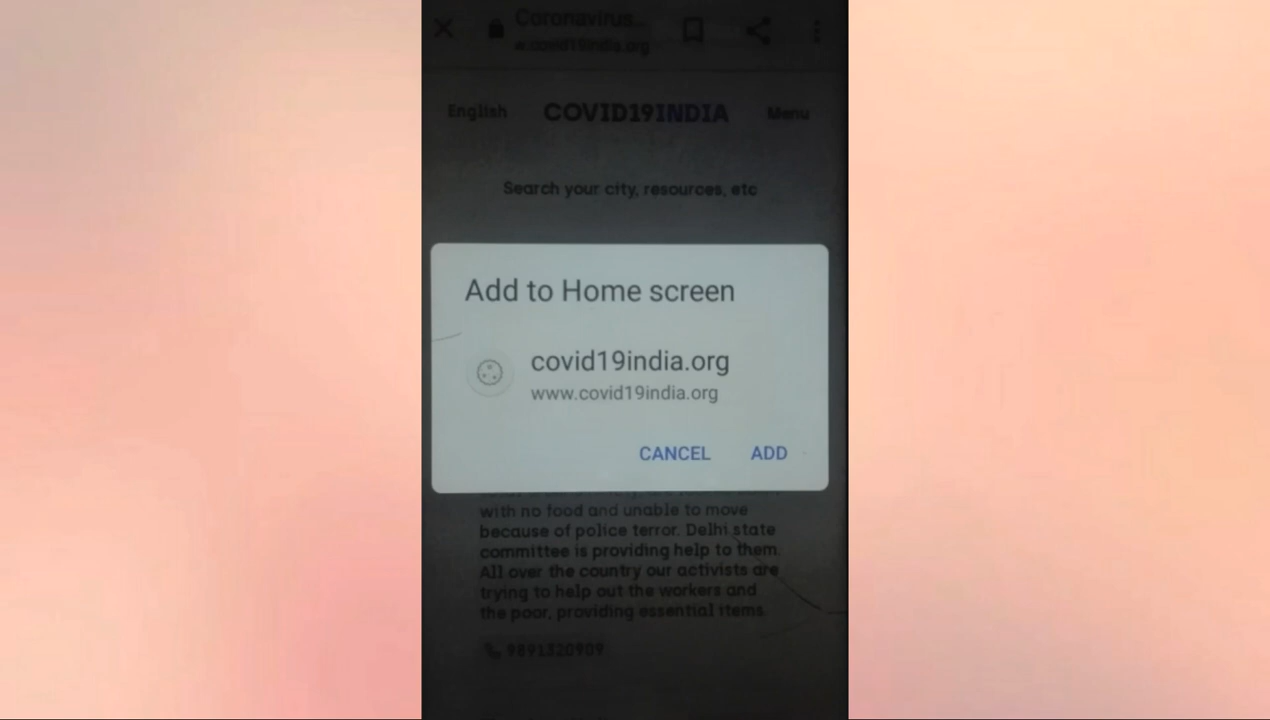 Coronavirus...
covid19india.org
English
COVID19INDIA
Menu
Search your city, resources, etc
Add to Home screen
covid19india.org
www.covid19india.org
CANCEL
ADD
with no food and unable to move
because of police terror. Delhi state
committee is providing help to them.
All over the country our activists are
trying to help out the workers and
the poor, providing essential items
9891320909